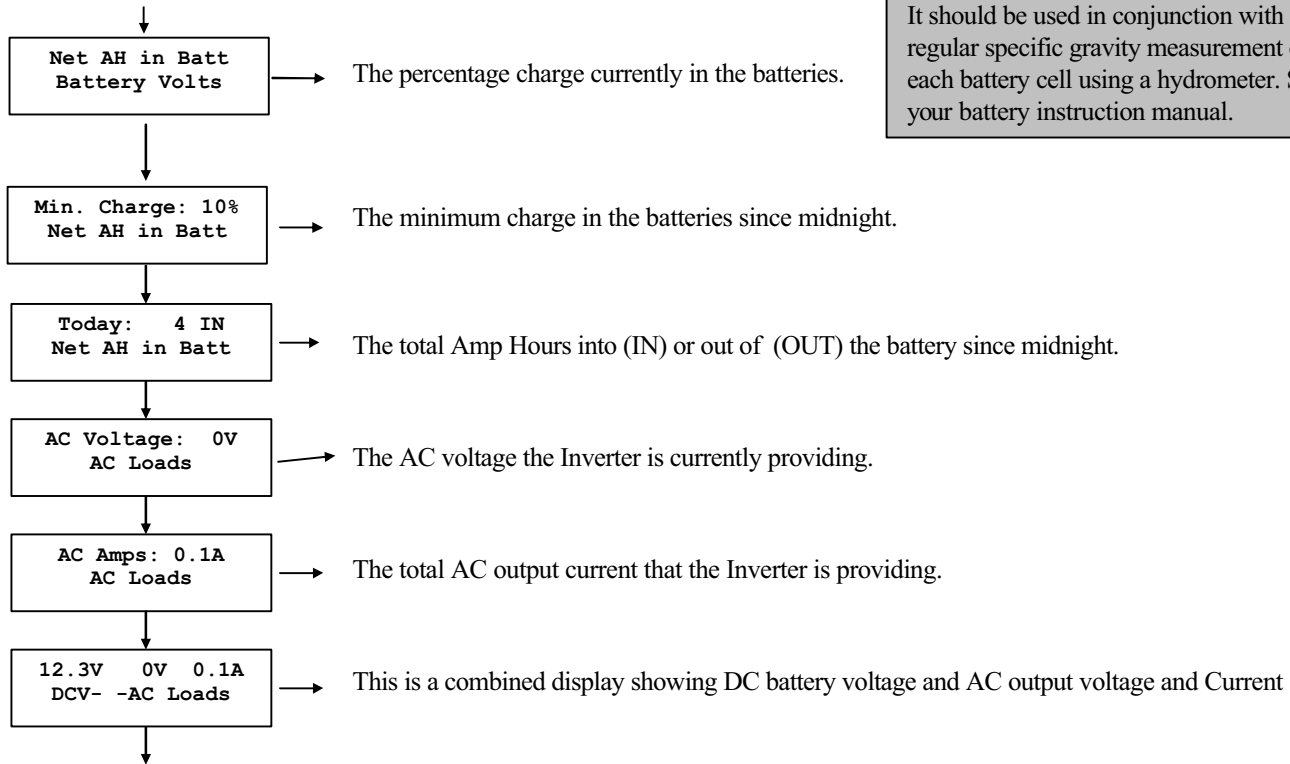 It should be used in conjunction with
regular specific gravity measurement
each battery cell using a hydrometer.
your battery instruction manual.
Net AH in Batt
Battery Volts
The percentage charge currently in the batteries.
Min. Charge: 10%
Net AH in Batt
The minimum charge in the batteries since midnight.
Today: 4 IN
Net AH in Batt
The total Amp Hours into (IN) or out of (OUT) the battery since midnight.
AC Voltage: 0V
AC Loads
The AC voltage the Inverter is currently providing.
AC Amps: 0.1A
AC Loads
The total AC output current that the Inverter is providing.
12.3V 0V 0.1A
DCV- -AC Loads
This is a combined display showing DC battery voltage and AC output voltage and Current